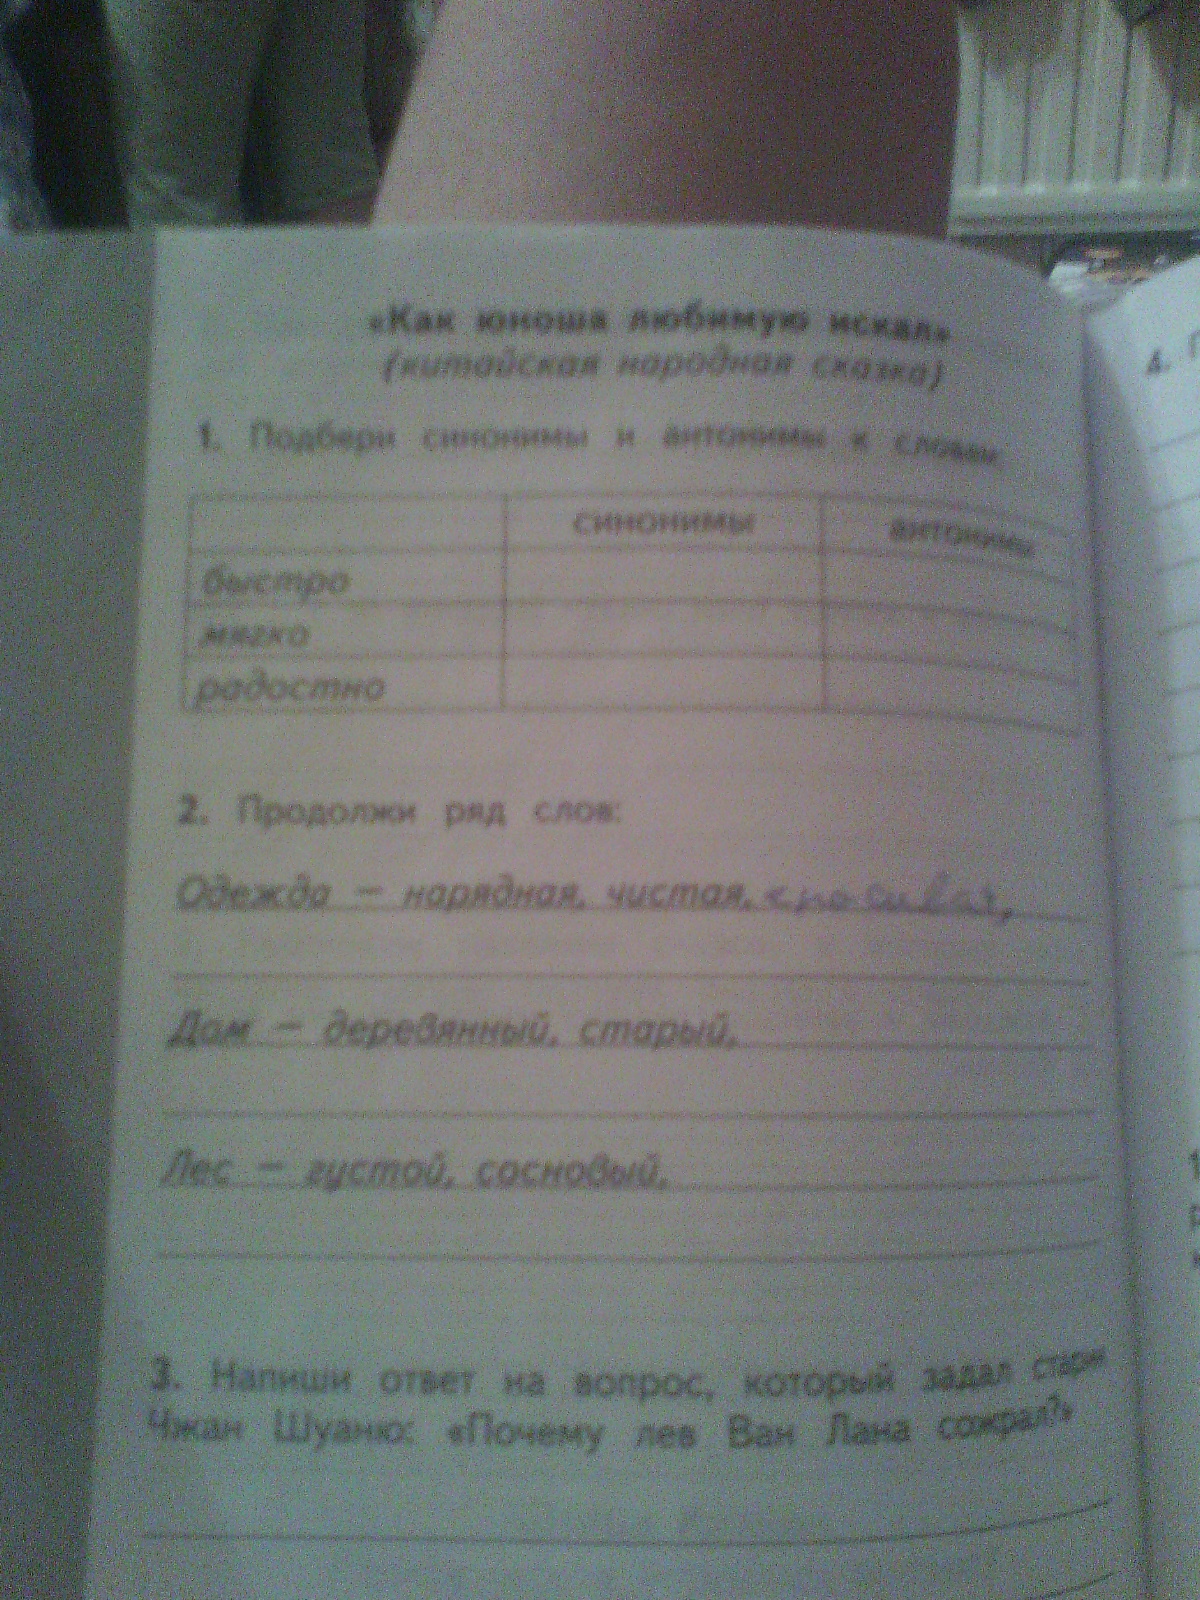 «Как юноша любимую искал»
(китайская народная сказка)
1. Подбери синонимы и антонимы к словам:
синонимы антонимы
быстро
мягко
радостно
2. Продолжи ряд слов:
Одежда — нарядная, чистая,
Дом — деревянный, старый,
Лес — густой, сосновый,
3. Напиши ответ на вопрос, который задал
Чжан Шуаню: «Почему лев Ван Лана сожрал?»